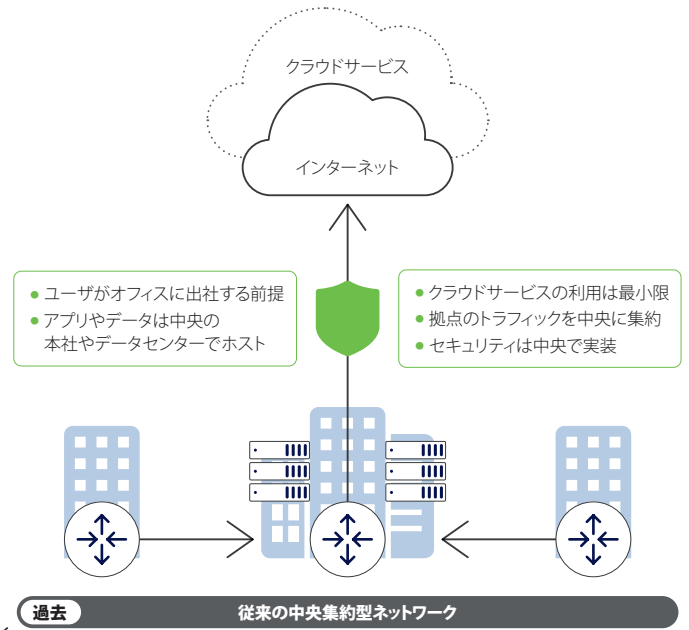 クラウドサービス
インターネット
● ユーザがオフィスに出社する前提
● アプリやデータは中央の
本社やデータセンターでホスト
● クラウドサービスの利用は最小限
● 拠点のトラフィックを中央に集約
● セキュリティは中央で実装
過去
従来の中央集約型ネットワーク